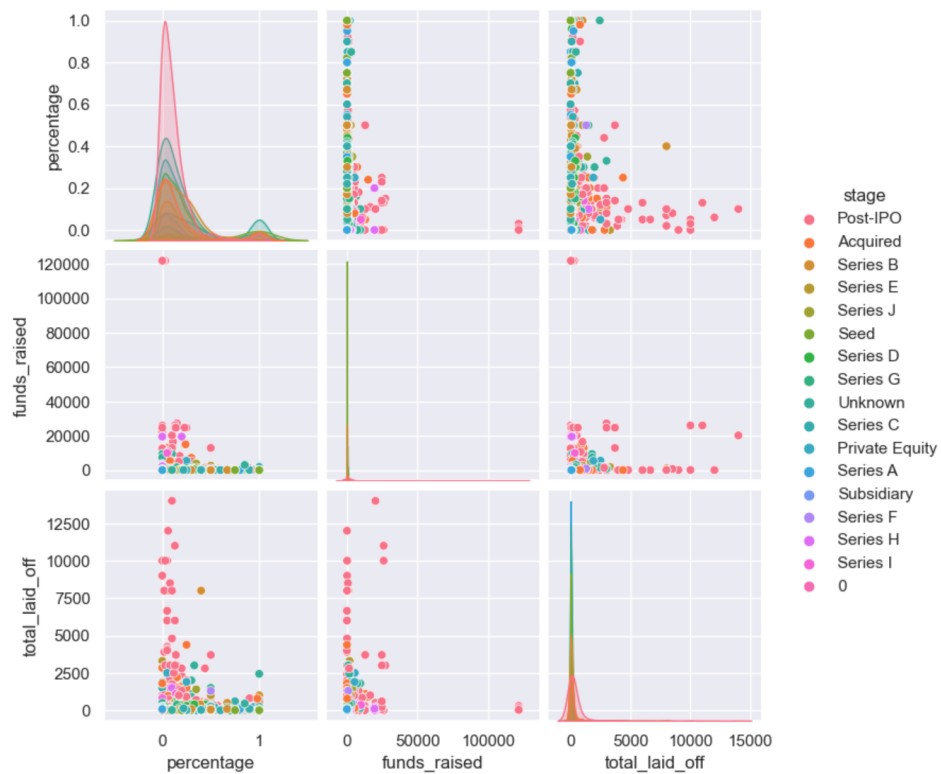 1.0
0.8
0.6
0.4
0.2
0.0
percentage
120000
100000
80000
60000
40000
20000
0
funds_raised
12500
10000
7500
5000
2500
0
total_laid_off
0 1
percentage
0 50000 100000
funds_raised
0 5000 10000 15000
total_laid_off
stage
Post-IPO
Acquired
Series B
Series E
Series J
Seed
Series D
Series G
Unknown
Series C
Private Equity
Series A
Subsidiary
Series F
Series H
Series I
0